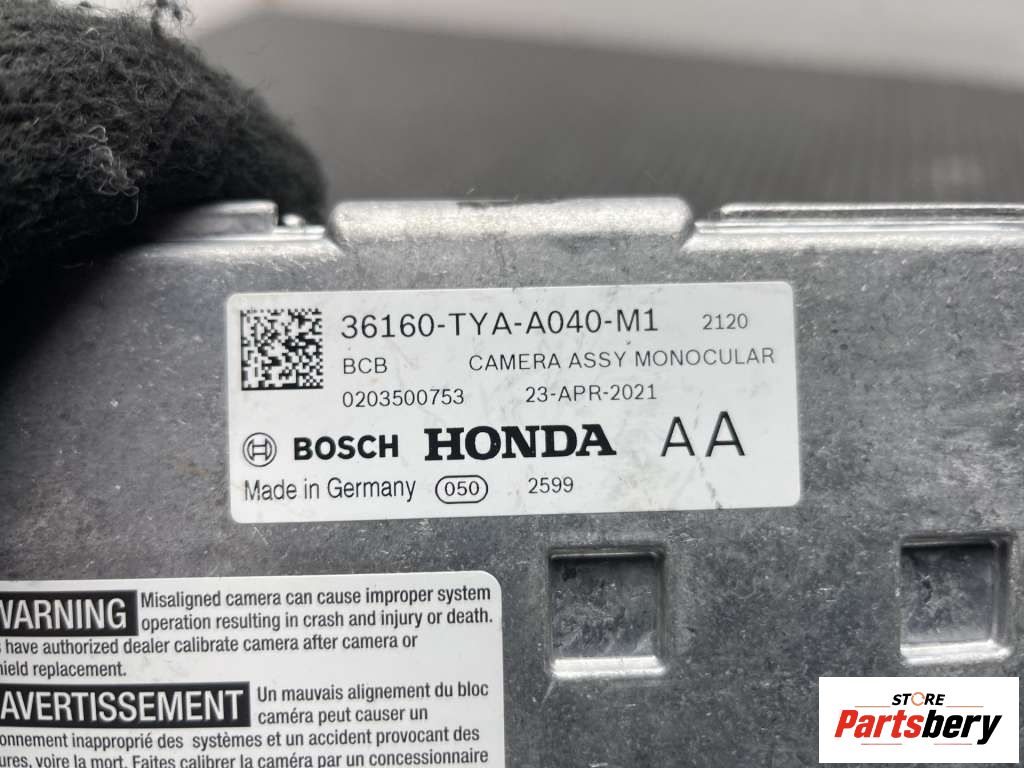 36160-TYA-A040-M1 2120
BCB CAMERA ASSY MONOCULAR
0203500753 23-APR-2021
BOSCH HONDA AA
Made in Germany 050 2599
WARNING Misaligned camera can cause improper system
operation resulting in crash and injury or death.
have authorized dealer calibrate camera after camera or
replacement.
AVERTISSEMENT Un mauvais alignement du bloc
caméra peut causer un
inapproprié des systèmes et un accident provocant des
voire la mort. Faites calibrer la caméra par un concessionnaire
STORE
Partsbery